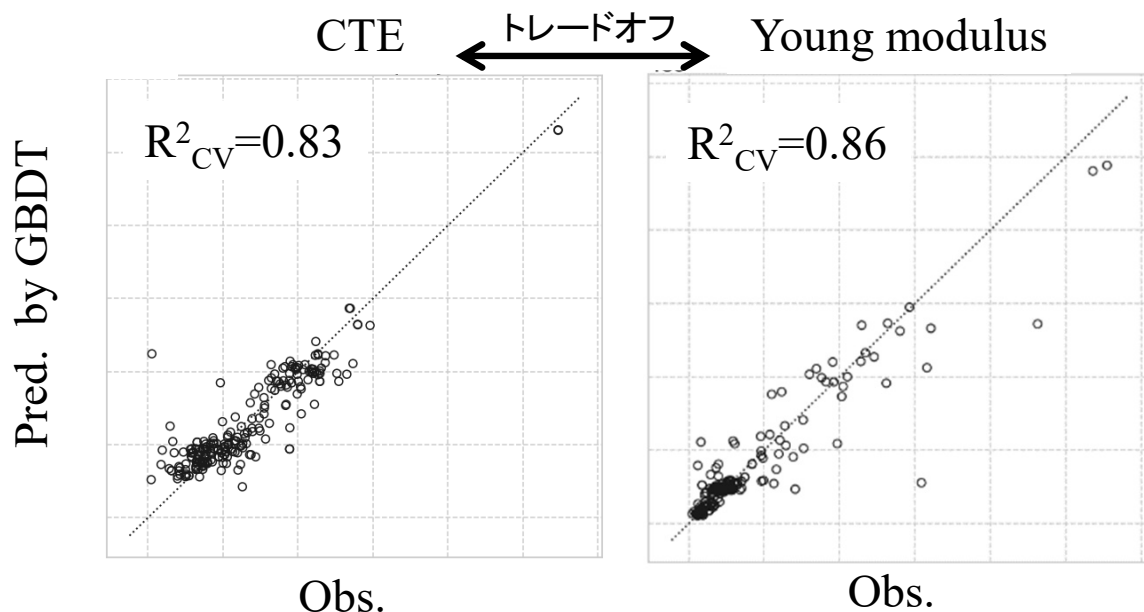 CTE
トレードオフ
Young modulus
R²CV=0.83
R²CV=0.86
Pred. by GBDT
Obs.
Obs.